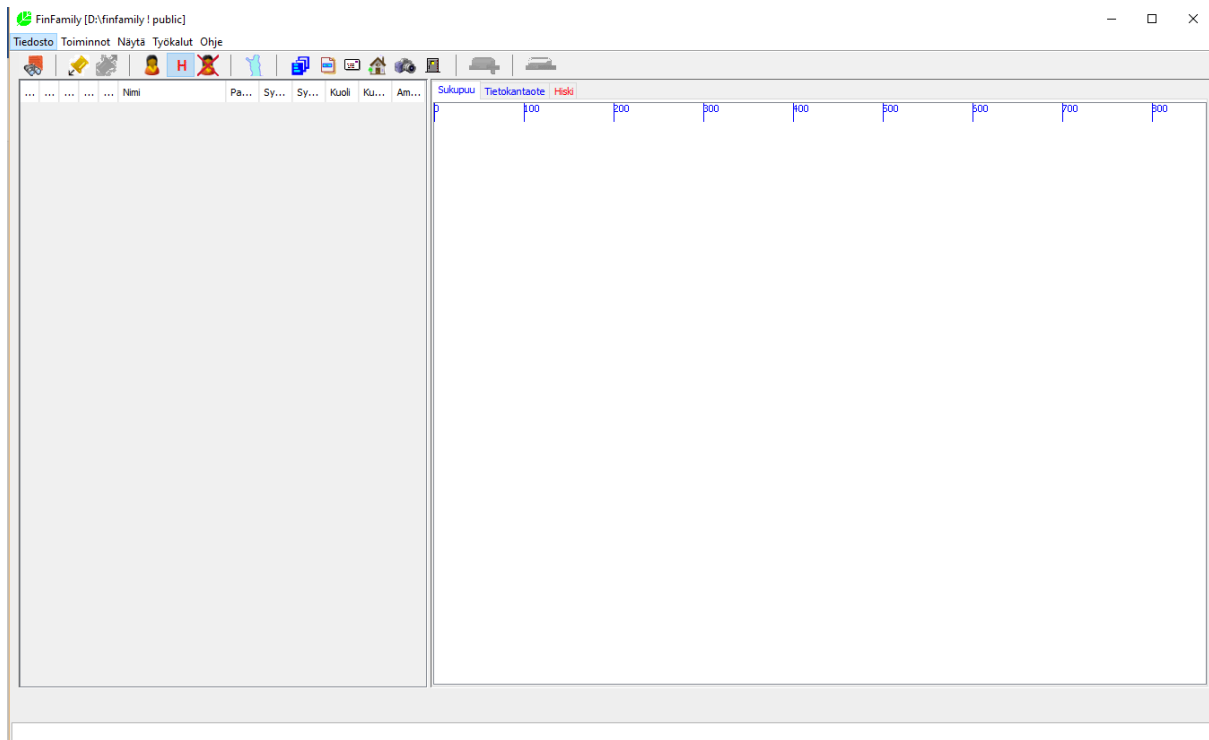 FinFamily [D:\finfamily ! public]
Tiedosto Toiminnot Näytä Työkalut Ohje
H
... ... ... ... ... Nimi Pa... Sy... Sy... Kuoli Ku... Am...
Sukupuu Tietokantaote Hiski
0 100 200 300 400 500 600 700 800